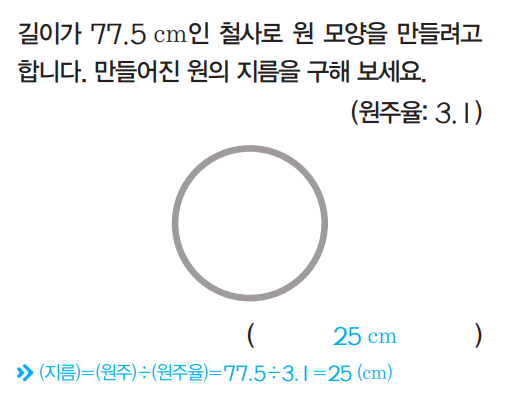 길이가 77.5 cm인 철사로 원 모양을 만들려고
합니다. 만들어진 원의 지름을 구해 보세요.
(원주율: 3.1)
( 25 cm )
≫ (지름)=(원주)÷(원주율)=77.5÷3.1=25 (cm)